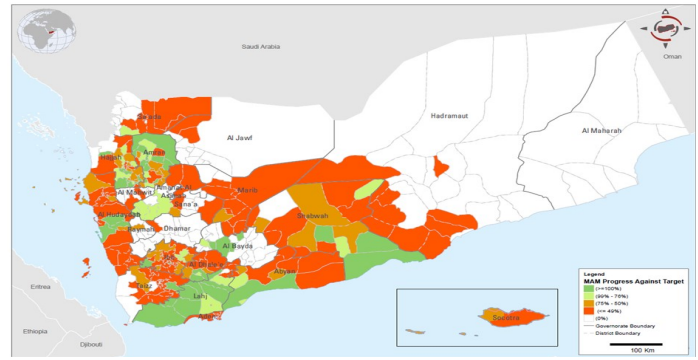 Saudi Arabia
Oman
Sa'ada
Al Jawf
Hadramaut
Al Maharah
Amran
Hajjah
Al Mahwit
Amanat Al
Asimah
Sana'a
Marib
Shabwah
Al Hudaydah
Raymah
Dhamar
Al Bayda
Ibb
Al Dhale'e
Abyan
Taizz
Lahj
Aden
Eritrea
Ethiopia
Djibouti
Socotra
Legend
MAM Progress Against Target
(>=100%)
(99% - 76%)
(75% - 50%)
(<= 49%)
(0%)
Governorate Boundary
District Boundary
100 Km